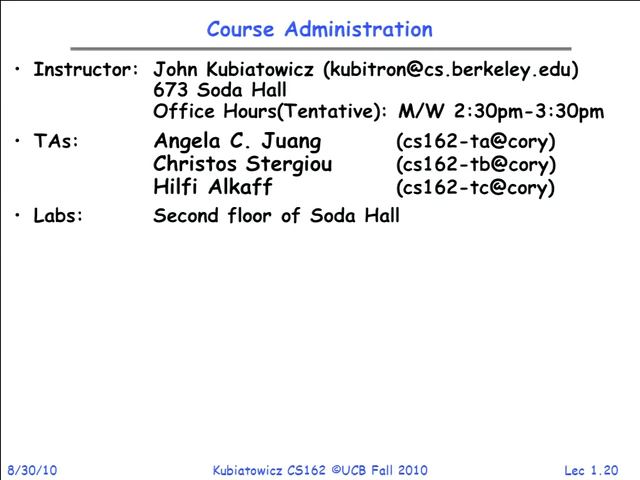 Course Administration
• Instructor: John Kubiatowicz (kubitron@cs.berkeley.edu)
673 Soda Hall
Office Hours(Tentative): M/W 2:30pm-3:30pm
• TAs: Angela C. Juang (cs162-ta@cory)
Christos Stergiou (cs162-tb@cory)
Hilfi Alkaff (cs162-tc@cory)
• Labs: Second floor of Soda Hall
8/30/10 Kubiatowicz CS162 ©UCB Fall 2010 Lec 1.20